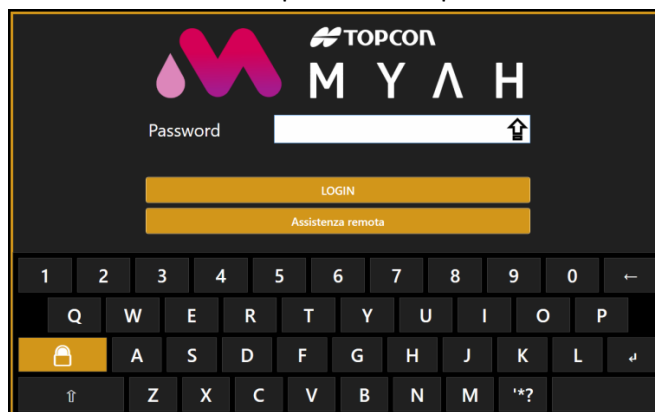 TOPCON
MYAH
Password
LOGIN
Assistenza remota
1 2 3 4 5 6 7 8 9 0 ←
Q W E R T Y U I O P
A S D F G H J K L ↲
⇧ Z X C V B N M '*?